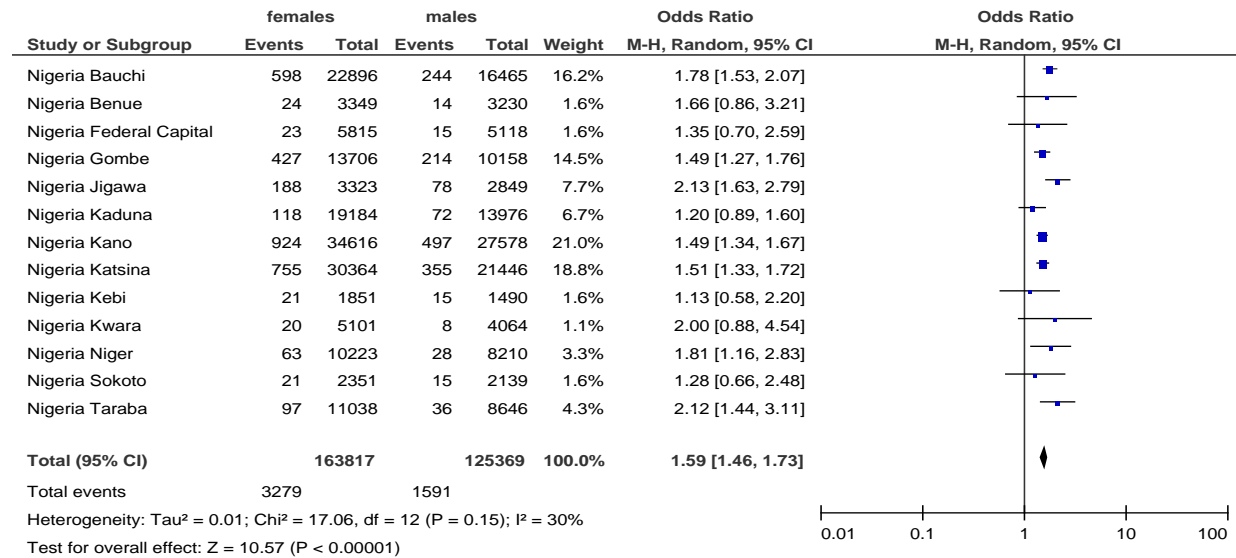 females males Odds Ratio Odds Ratio
Study or Subgroup Events Total Events Total Weight M-H, Random, 95% CI M-H, Random, 95% CI
Nigeria Bauchi 598 22896 244 16465 16.2% 1.78 [1.53, 2.07]
Nigeria Benue 24 3349 14 3230 1.6% 1.66 [0.86, 3.21]
Nigeria Federal Capital 23 5815 15 5118 1.6% 1.35 [0.70, 2.59]
Nigeria Gombe 427 13706 214 10158 14.5% 1.49 [1.27, 1.76]
Nigeria Jigawa 188 3323 78 2849 7.7% 2.13 [1.63, 2.79]
Nigeria Kaduna 118 19184 72 13976 6.7% 1.20 [0.89, 1.60]
Nigeria Kano 924 34616 497 27578 21.0% 1.49 [1.34, 1.67]
Nigeria Katsina 755 30364 355 21446 18.8% 1.51 [1.33, 1.72]
Nigeria Kebi 21 1851 15 1490 1.6% 1.13 [0.58, 2.20]
Nigeria Kwara 20 5101 8 4064 1.1% 2.00 [0.88, 4.54]
Nigeria Niger 63 10223 28 8210 3.3% 1.81 [1.16, 2.83]
Nigeria Sokoto 21 2351 15 2139 1.6% 1.28 [0.66, 2.48]
Nigeria Taraba 97 11038 36 8646 4.3% 2.12 [1.44, 3.11]
Total (95% CI) 163817 125369 100.0% 1.59 [1.46, 1.73]
Total events 3279 1591
Heterogeneity: Tau² = 0.01; Chi² = 17.06, df = 12 (P = 0.15); I² = 30%
Test for overall effect: Z = 10.57 (P < 0.00001)
0.01 0.1 1 10 100